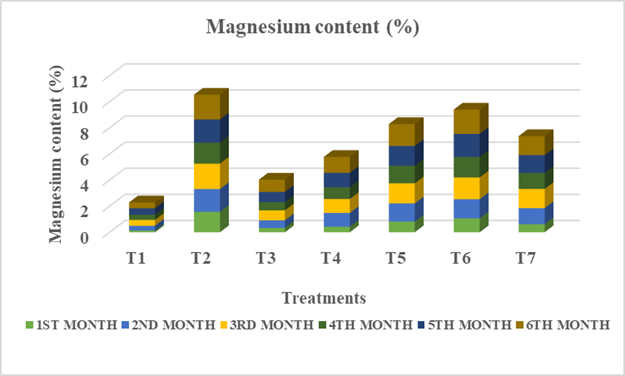 Magnesium content (%)
Magnesium content (%)
12
10
8
6
4
2
0
T1 T2 T3 T4 T5 T6 T7
Treatments
1ST MONTH 2ND MONTH 3RD MONTH 4TH MONTH 5TH MONTH 6TH MONTH